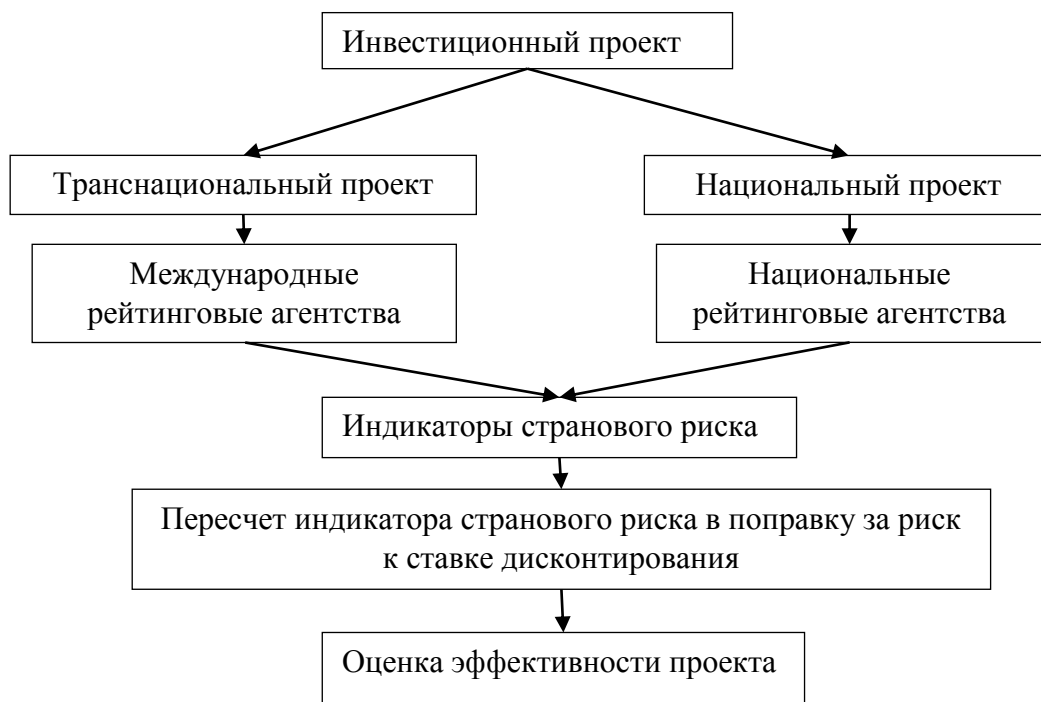 Инвестиционный проект
Транснациональный проект
Национальный проект
Международные
рейтинговые агентства
Национальные
рейтинговые агентства
Индикаторы странового риска
Пересчет индикатора странового риска в поправку за риск
к ставке дисконтирования
Оценка эффективности проекта